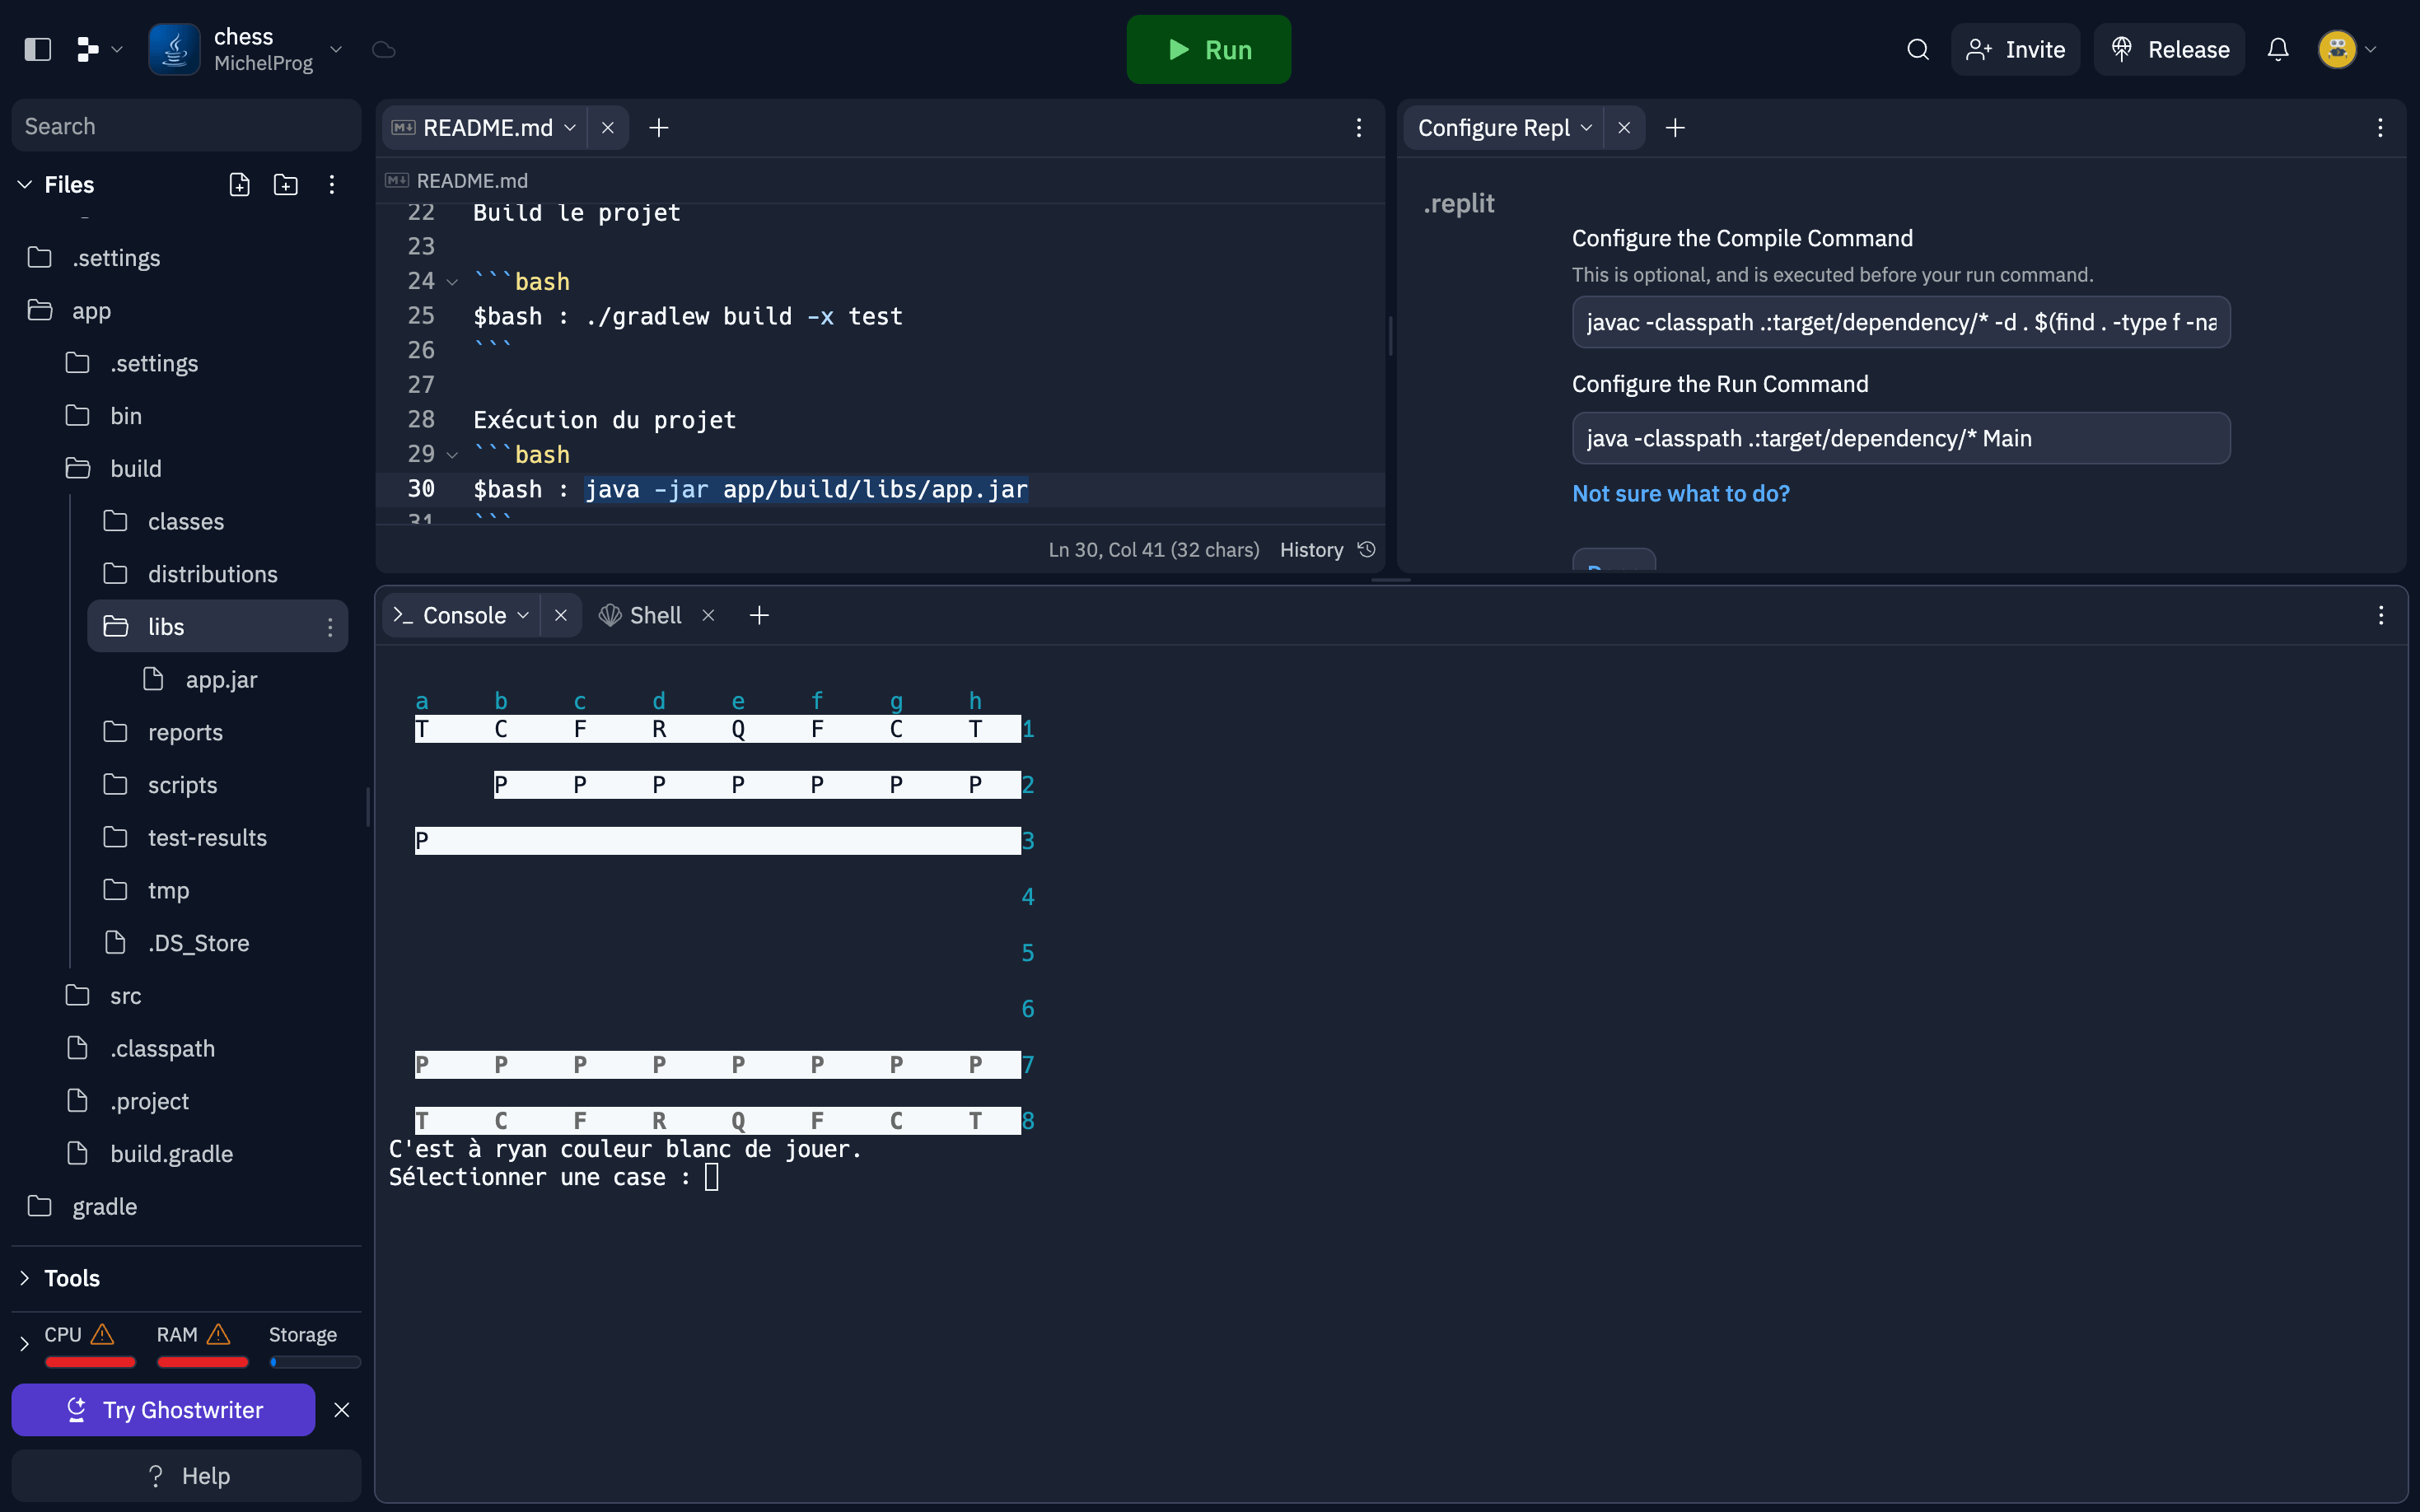 chess
MichelProg
Run
Invite
Release
Search
Files
.settings
app
.settings
bin
build
classes
distributions
libs
app.jar
reports
scripts
test-results
tmp
.DS_Store
src
.classpath
.project
build.gradle
gradle
Tools
CPU RAM Storage
Try Ghostwriter
Help
README.md
README.md
22 Build le projet
23
24 ```bash
25 $bash : ./gradlew build -x test
26 ```
27
28 Exécution du projet
29 ```bash
30 $bash : java -jar app/build/libs/app.jar
31 ```
Ln 30, Col 41 (32 chars) History
Configure Repl
.replit
Configure the Compile Command
This is optional, and is executed before your run command.
javac -classpath .:target/dependency/* -d . $(find . -type f -na
Configure the Run Command
java -classpath .:target/dependency/* Main
Not sure what to do?
Console Shell
a b c d e f g h
T C F R Q F C T 1
P P P P P P P 2
P 3
4
5
6
P P P P P P P P 7
T C F R Q F C T 8
C'est à ryan couleur blanc de jouer.
Sélectionner une case :